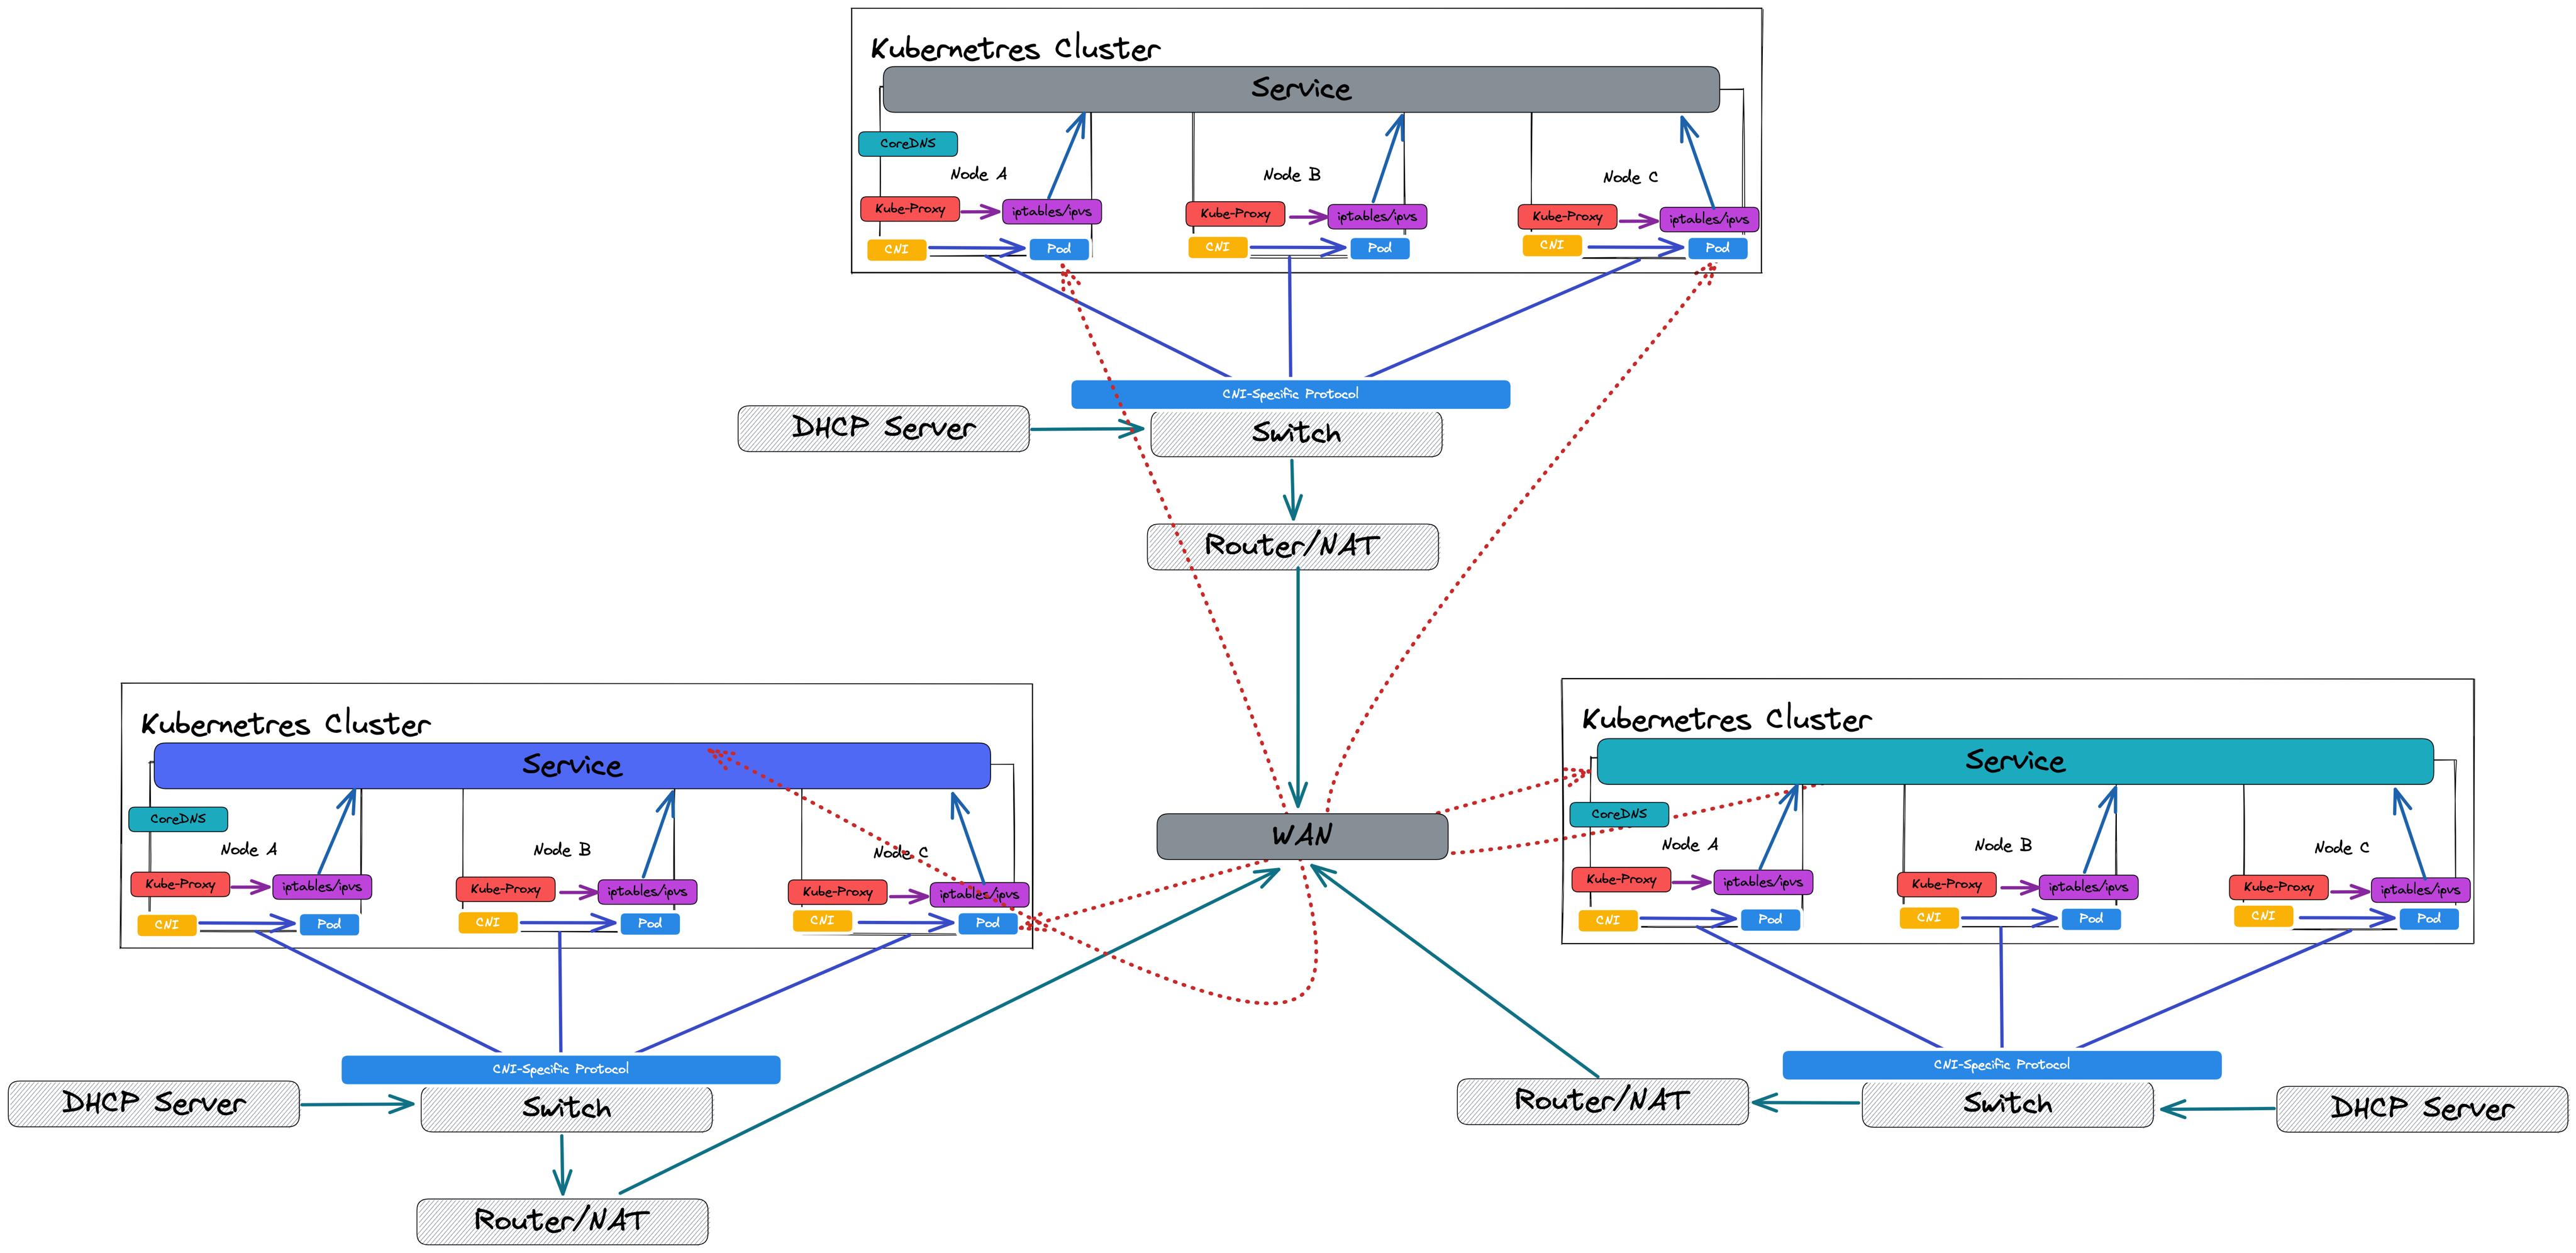 Kubernetres Cluster
Service
CoreDNS
Node A
Node B
Node C
Kube-Proxy
iptables/ipvs
Kube-Proxy
iptables/ipvs
Kube-Proxy
iptables/ipvs
CNI
Pod
CNI
Pod
CNI
Pod
CNI-Specific Protocol
DHCP Server
Switch
Router/NAT
WAN
Kubernetres Cluster
Service
CoreDNS
Node A
Node B
Node C
Kube-Proxy
iptables/ipvs
Kube-Proxy
iptables/ipvs
Kube-Proxy
iptables/ipvs
CNI
Pod
CNI
Pod
CNI
Pod
CNI-Specific Protocol
DHCP Server
Switch
Router/NAT
Kubernetres Cluster
Service
CoreDNS
Node A
Node B
Node C
Kube-Proxy
iptables/ipvs
Kube-Proxy
iptables/ipvs
Kube-Proxy
iptables/ipvs
CNI
Pod
CNI
Pod
CNI
Pod
CNI-Specific Protocol
Router/NAT
Switch
DHCP Server